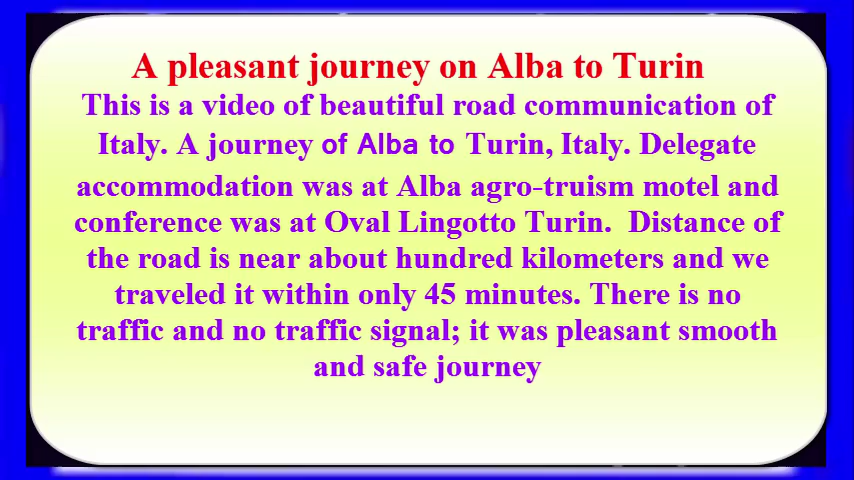 A pleasant journey on Alba to Turin
This is a video of beautiful road communication of
Italy. A journey of Alba to Turin, Italy. Delegate
accommodation was at Alba agro-truism motel and
conference was at Oval Lingotto Turin.  Distance of
the road is near about hundred kilometers and we
traveled it within only 45 minutes. There is no
traffic and no traffic signal; it was pleasant smooth
and safe journey